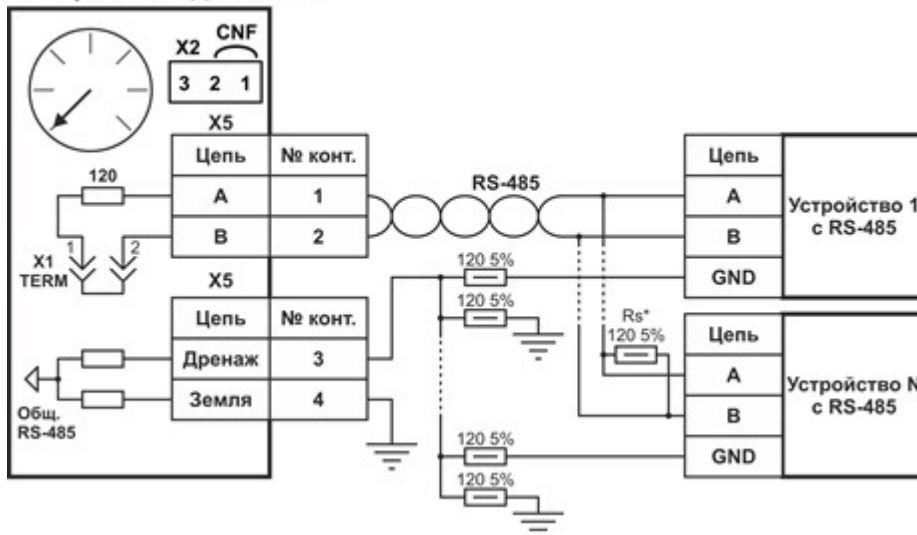 CNF
X2
3 2 1
X5
Цепь № конт.
A 1
B 2
120
1 2
X1
TERM
X5
Цепь № конт.
Дренаж 3
Земля 4
Общ.
RS-485
RS-485
120 5%
120 5%
Rs*
120 5%
120 5%
120 5%
Цепь
A
B
GND
Устройство 1
с RS-485
Цепь
A
B
GND
Устройство N
с RS-485